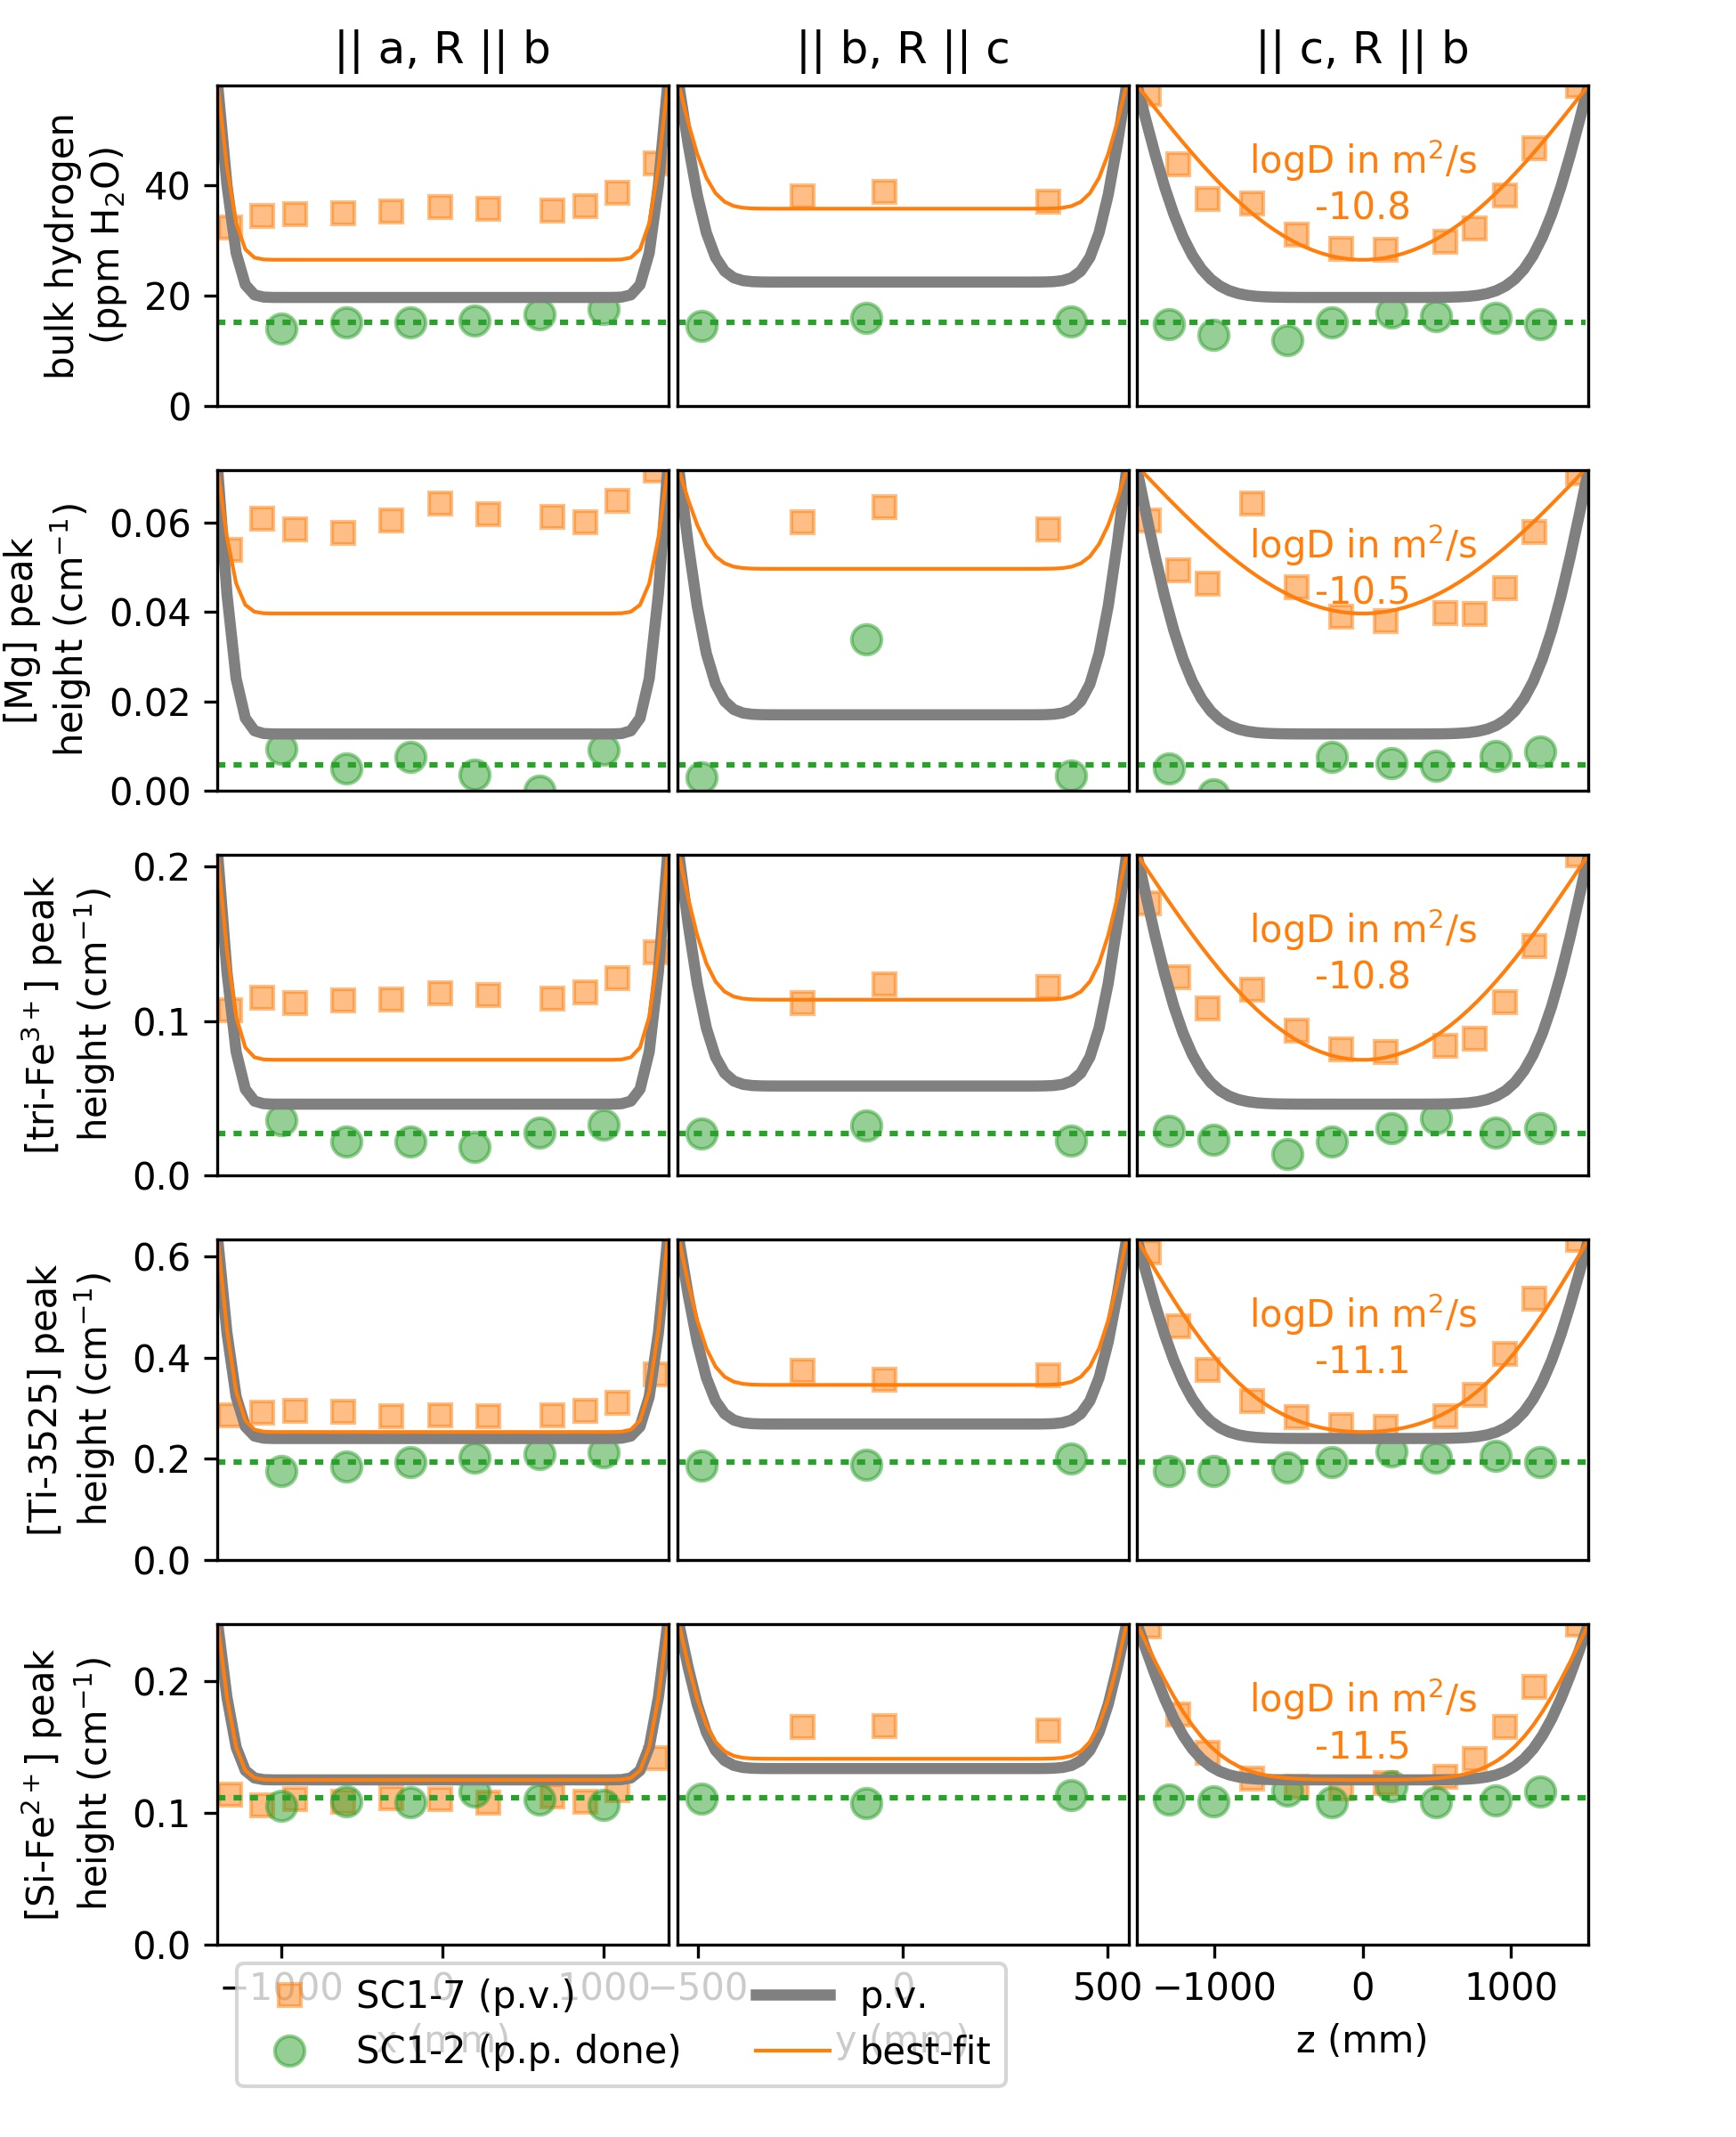 || a, R || b
|| b, R || c
|| c, R || b
bulk hydrogen
(ppm H₂O)
40
20
0
logD in m²/s
-10.8
[Mg] peak
height (cm⁻¹)
0.06
0.04
0.02
0.00
logD in m²/s
-10.5
[tri-Fe³⁺] peak
height (cm⁻¹)
0.2
0.1
0.0
logD in m²/s
-10.8
[Ti-3525] peak
height (cm⁻¹)
0.6
0.4
0.2
0.0
logD in m²/s
-11.1
[Si-Fe²⁺] peak
height (cm⁻¹)
0.2
0.1
0.0
logD in m²/s
-11.5
−1000 0 1000
−500 0 500
−1000 0 1000
x (mm)
y (mm)
z (mm)
SC1-7 (p.v.)
SC1-2 (p.p. done)
p.v.
best-fit